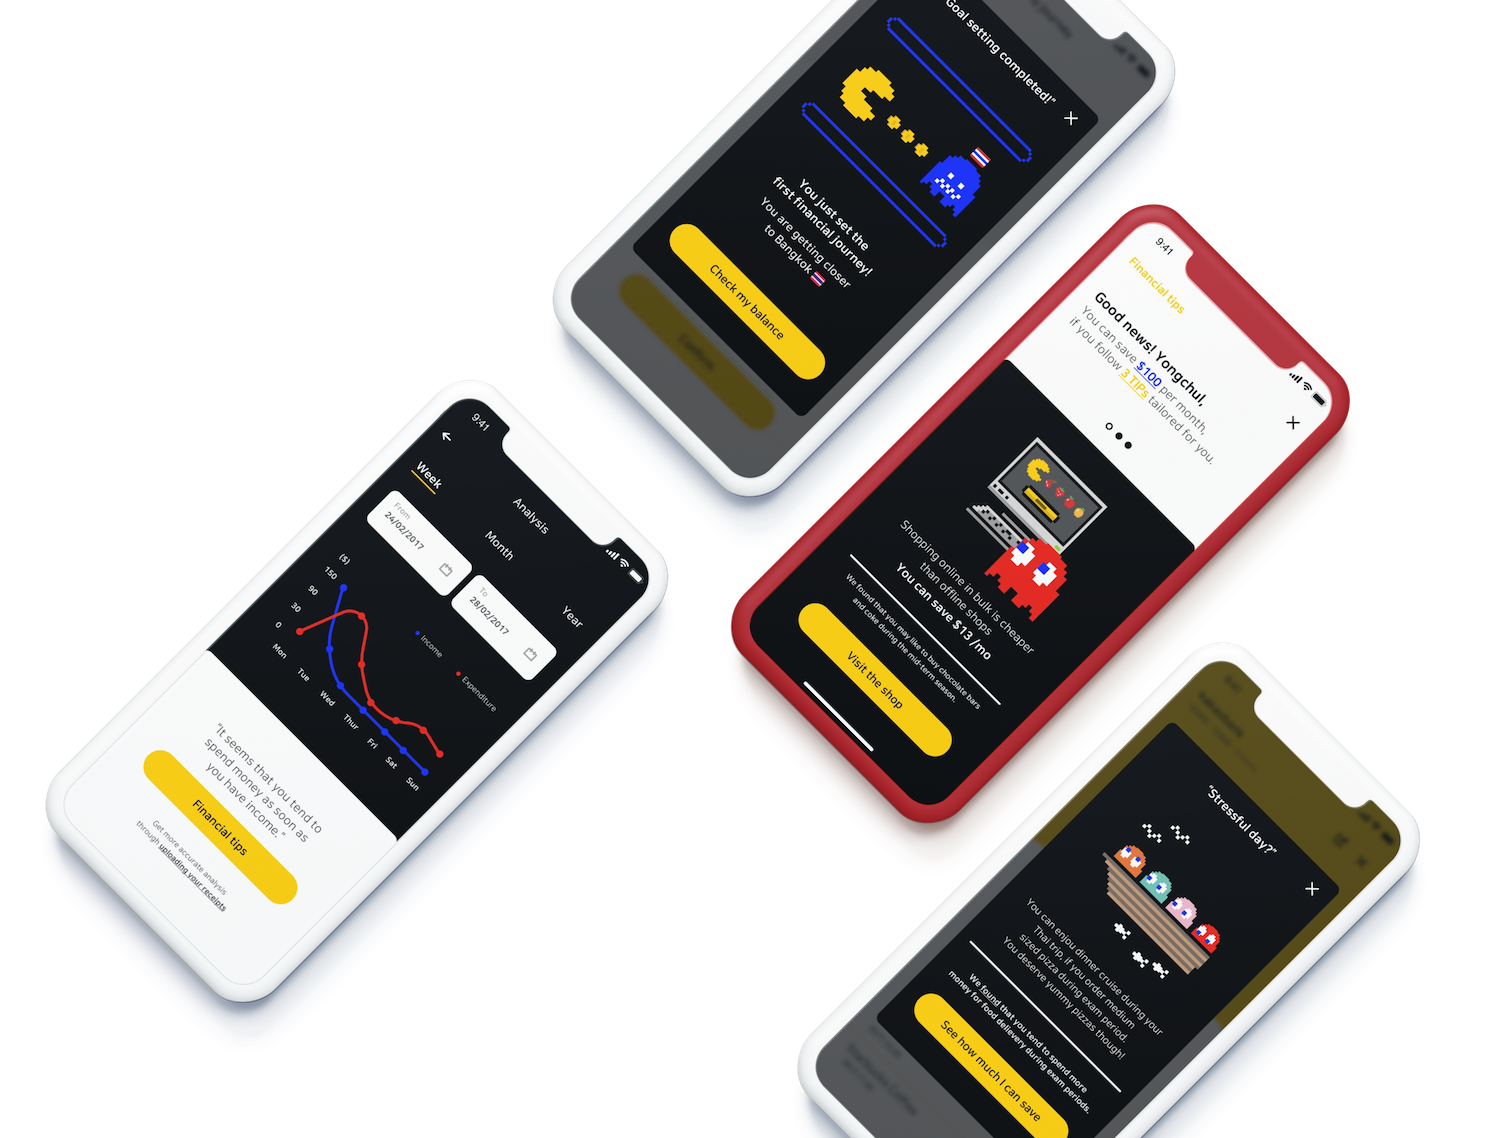 Goal setting completed!"
You just set the
first financial journey!
You are getting closer
to Bangkok
Check my balance
Confirm
9:41
Financial tips
Good news! Yongchul,
You can save $100 per month,
if you follow 3 TIPs tailored for you.
Shopping online in bulk is cheaper
than offline shops
You can save $13 /mo
We found that you may like to buy chocolate bars
and coke during the mid-term season.
Visit the shop
9:41
Analysis
Week
Month
Year
From
24/02/2017
To
28/02/2017
($)
150
90
30
0
Mon
Tue
Wed
Thur
Fri
Sat
Sun
Income
Expenditure
"It seems that you tend to
spend money as soon as
you have income."
Financial tips
Get more accurate analysis
through uploading your receipts
"Stressful day?"
You can enjoy dinner cruise during your
Thai trip, if you order medium
sized pizza during exam period.
You deserve yummy pizzas though!
We found that you tend to spend more
money for food delievery during exam periods.
See how much I can save